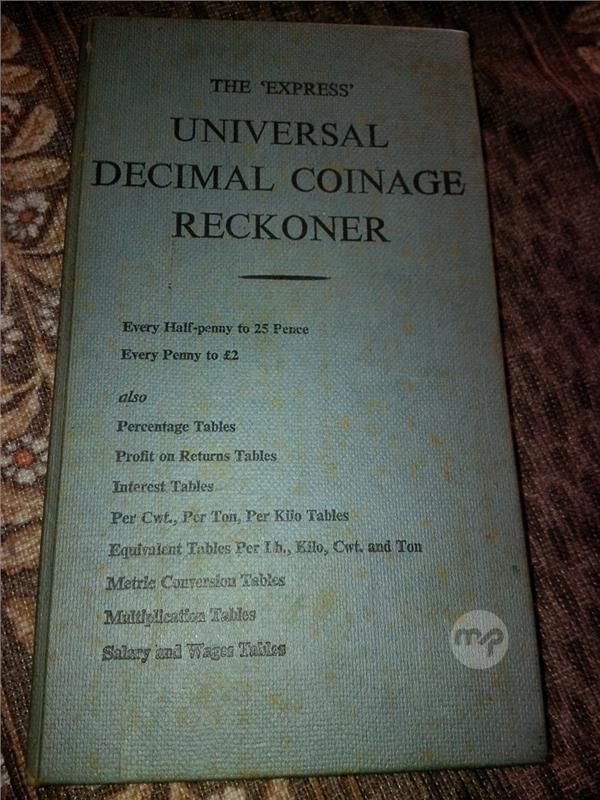 THE 'EXPRESS'
UNIVERSAL
DECIMAL COINAGE
RECKONER
Every Half-penny to 25 Pence
Every Penny to £2
also
Percentage Tables
Profit on Returns Tables
Interest Tables
Per Cwt., Per Ton, Per Kilo Tables
Equivalent Tables Per Lb., Kilo, Cwt. and Ton
Metric Conversion Tables
Multiplication Tables
Salary and Wages Tables
mp